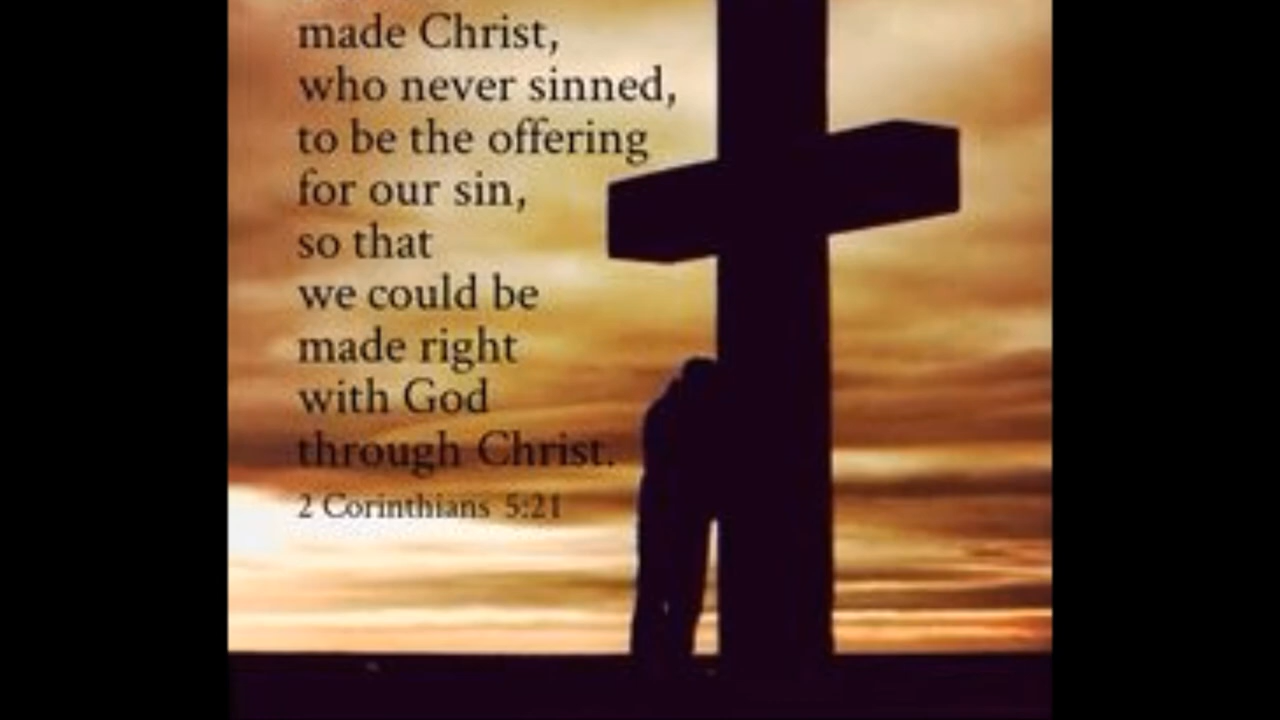 made Christ,
who never sinned,
to be the offering
for our sin,
so that
we could be
made right
with God
through Christ.
2 Corinthians 5:21